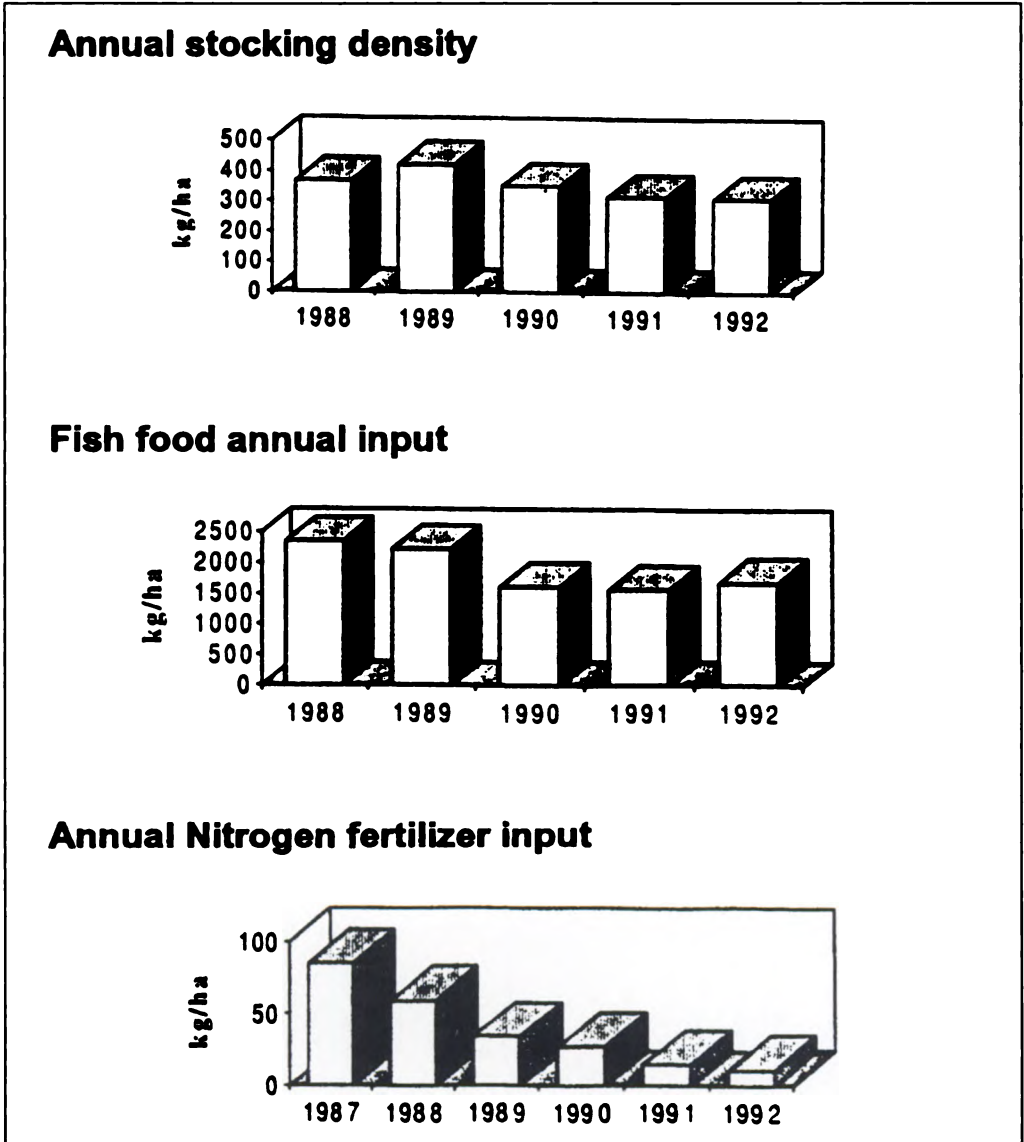 Annual stocking density
500
400
300
200
100
0
kg/ha
1988 1989 1990 1991 1992
Fish food annual input
2500
2000
1500
1000
500
0
kg/ha
1988 1989 1990 1991 1992
Annual Nitrogen fertilizer input
100
50
0
kg/ha
1987 1988 1989 1990 1991 1992